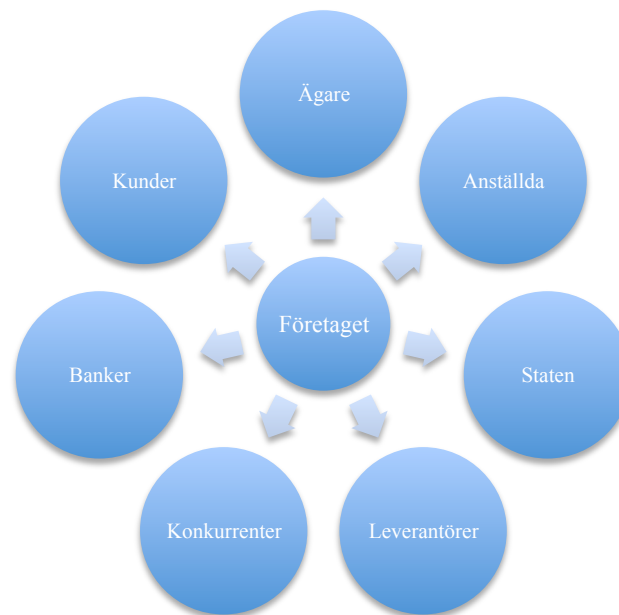 Ägare
Kunder
Anställda
Företaget
Banker
Staten
Konkurrenter
Leverantörer